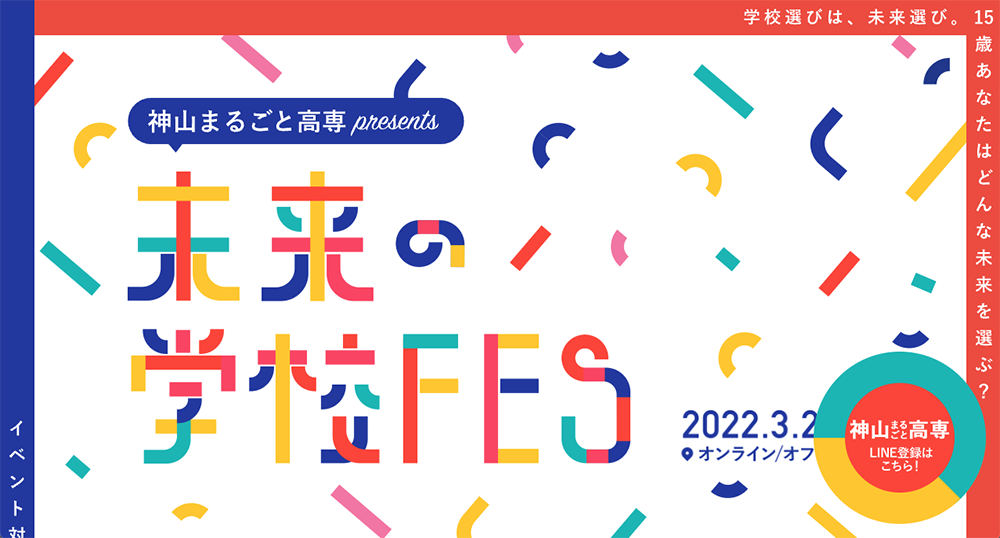 学校選びは、未来選び。15歳あなたはどんな未来を選ぶ？
神山まるごと高専 presents
未来の
学校FES
2022.3.2
オンライン/オフ
神山まるごと高専
LINE登録は
こちら！
イベント対